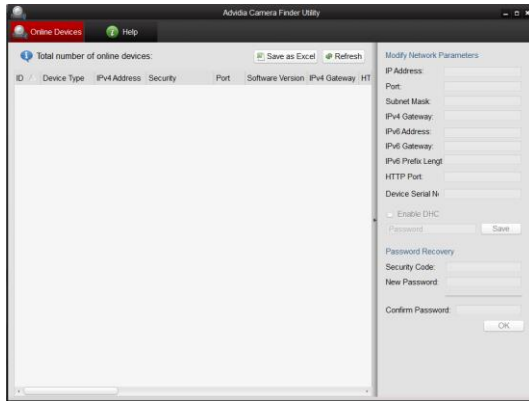 Advidia Camera Finder Utility
Online Devices
Help
Total number of online devices:
Save as Excel
Refresh
ID Device Type IPv4 Address Security Port Software Version IPv4 Gateway HT
Modify Network Parameters
IP Address:
Port:
Subnet Mask:
IPv4 Gateway:
IPv6 Address:
IPv6 Gateway:
IPv6 Prefix Lengt
HTTP Port:
Device Serial N
Enable DHC
Password
Save
Password Recovery
Security Code:
New Password:
Confirm Password:
OK